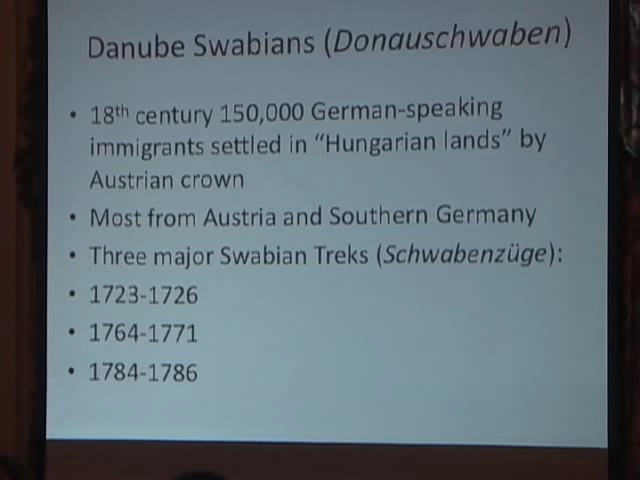 Danube Swabians (Donauschwaben)
• 18th century 150,000 German-speaking
immigrants settled in “Hungarian lands” by
Austrian crown
• Most from Austria and Southern Germany
• Three major Swabian Treks (Schwabenzüge):
• 1723-1726
• 1764-1771
• 1784-1786